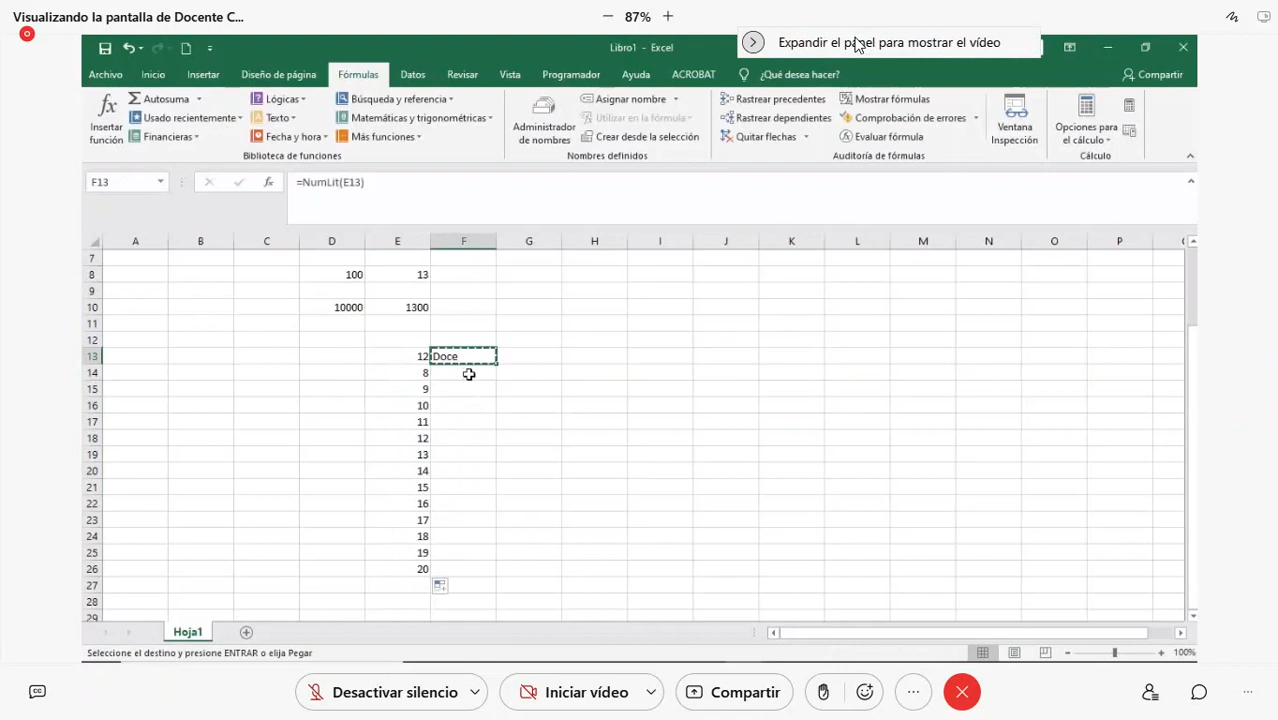 Visualizando la pantalla de Docente C...
87%
Expandir el panel para mostrar el vídeo
Libro1 - Excel
Archivo Inicio Insertar Diseño de página Fórmulas Datos Revisar Vista Programador Ayuda ACROBAT ¿Qué desea hacer? Compartir
fx Insertar función
Autosuma
Usado recientemente
Financieras
Lógicas
Texto
Fecha y hora
Búsqueda y referencia
Matemáticas y trigonométricas
Más funciones
Biblioteca de funciones
Administrador de nombres
Asignar nombre
Utilizar en la fórmula
Crear desde la selección
Nombres definidos
Rastrear precedentes
Rastrear dependientes
Quitar flechas
Mostrar fórmulas
Comprobación de errores
Evaluar fórmula
Ventana Inspección
Auditoría de fórmulas
Opciones para el cálculo
Cálculo
F13 fx =NumLit(E13)
A B C D E F G H I J K L M N O P
7
8 100 13
9
10 10000 1300
11
12
13 12 Doce
14 8
15 9
16 10
17 11
18 12
19 13
20 14
21 15
22 16
23 17
24 18
25 19
26 20
27
28
29
Hoja1
Seleccione el destino y presione ENTRAR o elija Pegar
100%
CC Desactivar silencio Iniciar vídeo Compartir